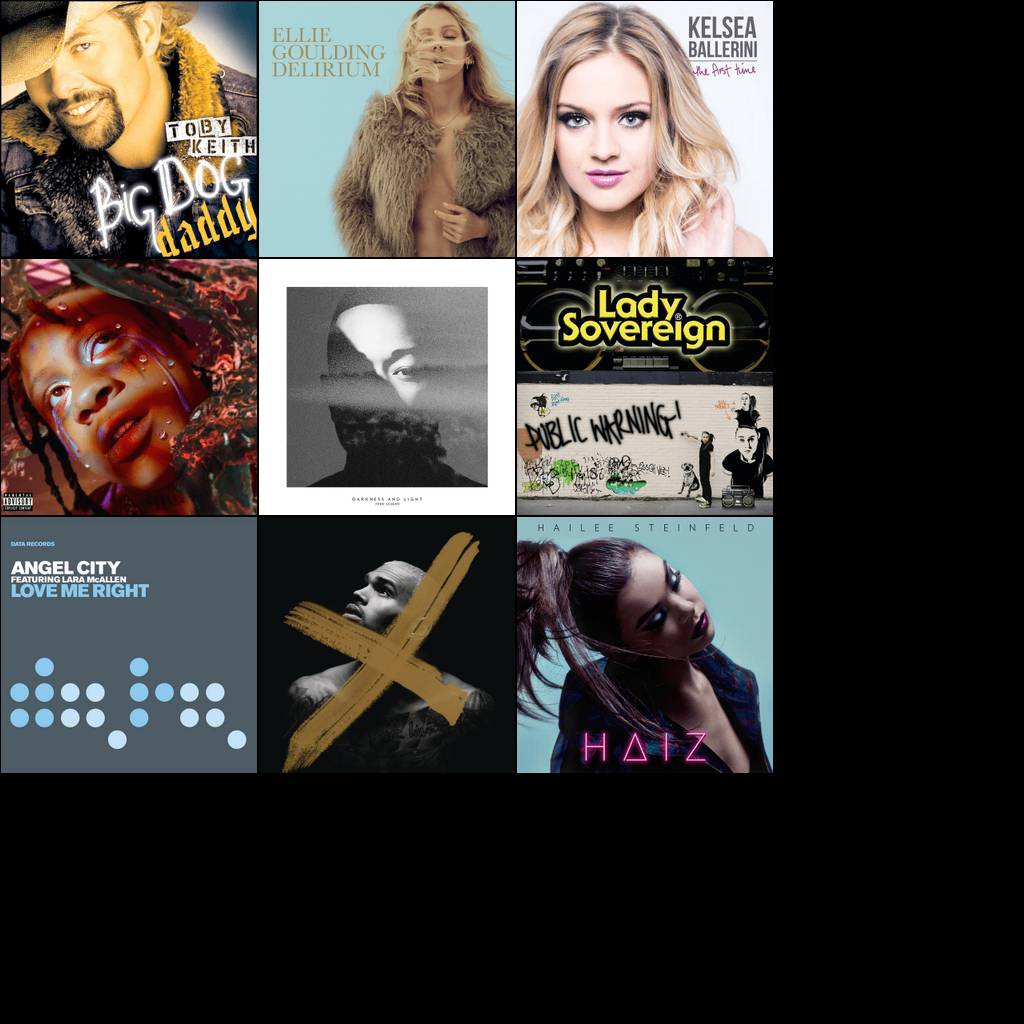 TOBY
KEITH
BiG DOG
daddy
ELLIE
GOULDING
DELIRIUM
KELSEA
BALLERINI
the first time
PARENTAL
ADVISORY
EXPLICIT CONTENT
DARKNESS AND LIGHT
JOHN LEGEND
Lady
Sovereign®
PUBLIC WARNING!
DATA RECORDS
ANGEL CITY
FEATURING LARA McALLEN
LOVE ME RIGHT
HAILEE STEINFELD
HAIZ